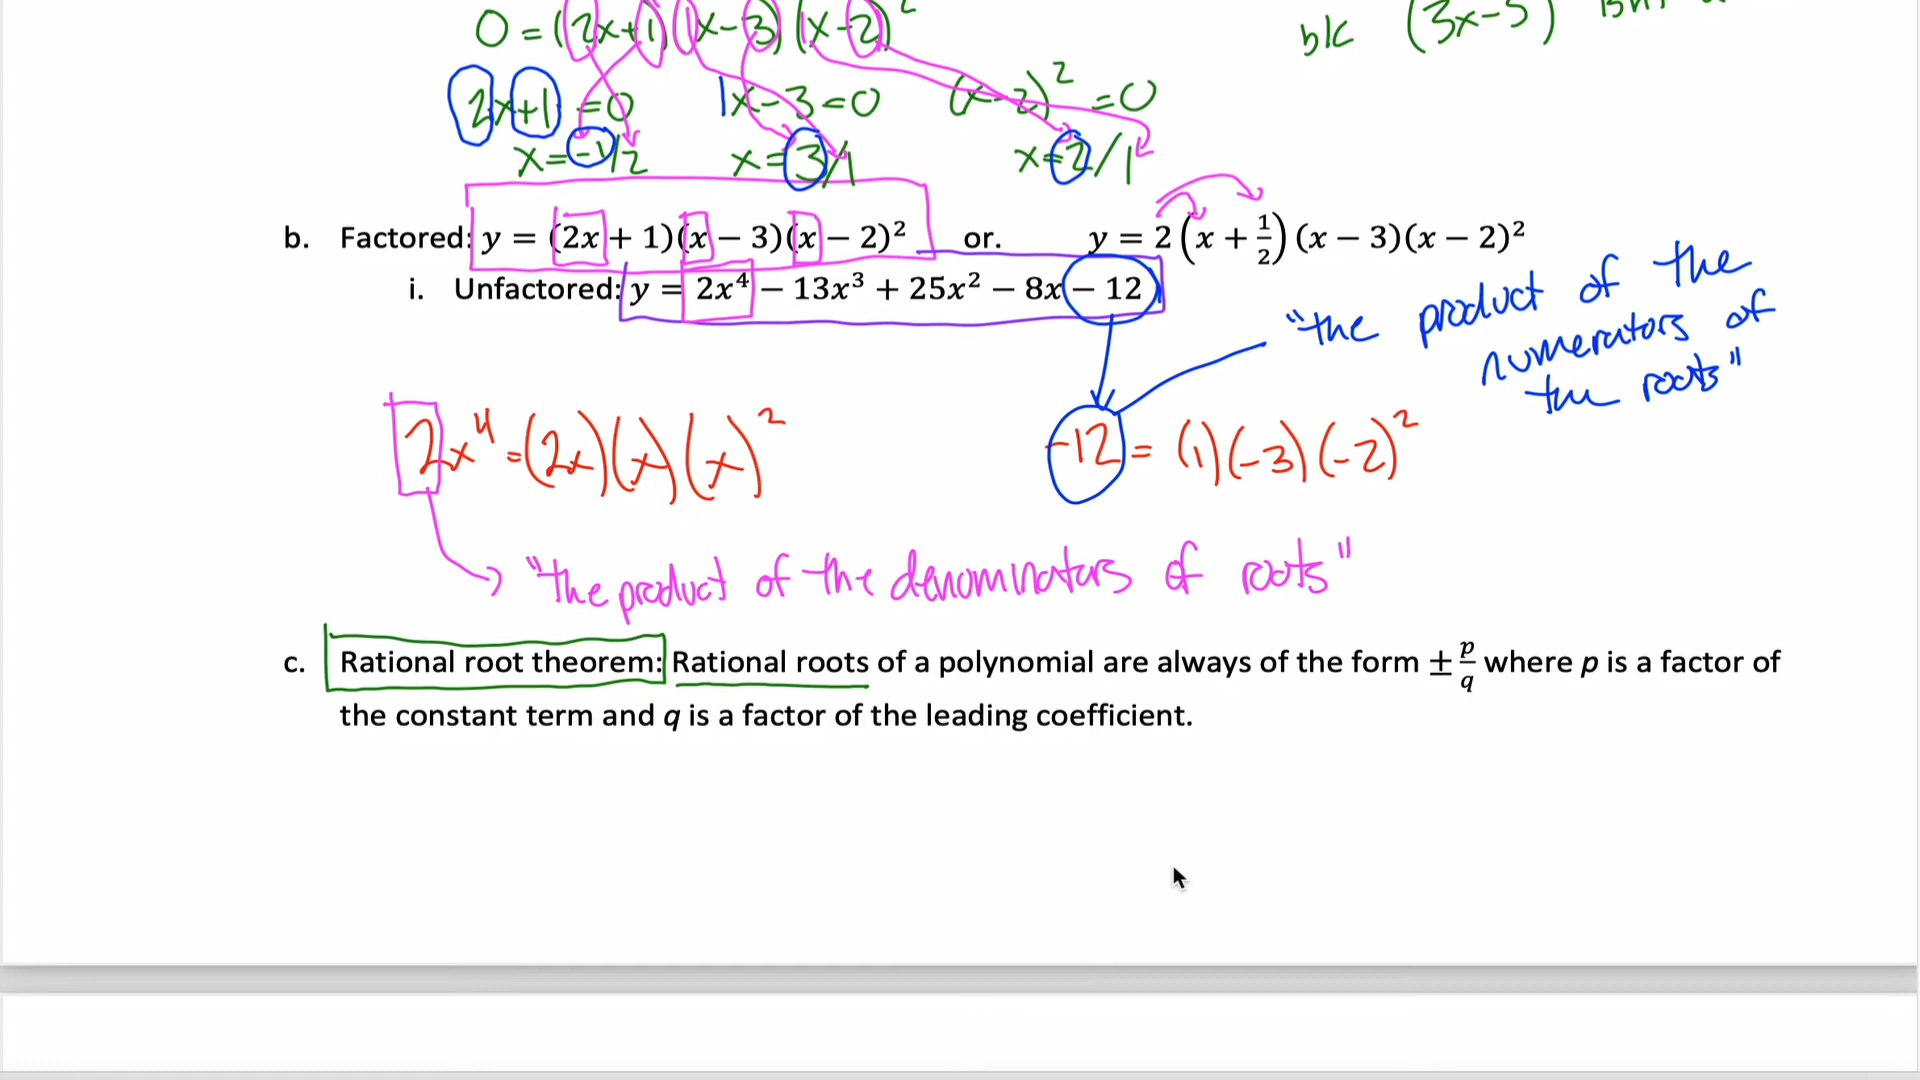 0 = (2x+1)(1x-3)(x-2)²
b/c (3x-5)
2x+1=0 1x-3=0 (x-2)²=0
x=-1/2 x=3/1 x=2/1
b. Factored: y = (2x + 1)(x − 3)(x − 2)² or. y = 2(x + 1/2)(x − 3)(x − 2)²
i. Unfactored: y = 2x⁴ − 13x³ + 25x² − 8x − 12
"the product of the
numerators of
the roots"
2x⁴ = (2x)(x)(x)² -12 = (1)(-3)(-2)²
"the product of the denominators of roots"
c. Rational root theorem: Rational roots of a polynomial are always of the form ± p/q where p is a factor of
the constant term and q is a factor of the leading coefficient.